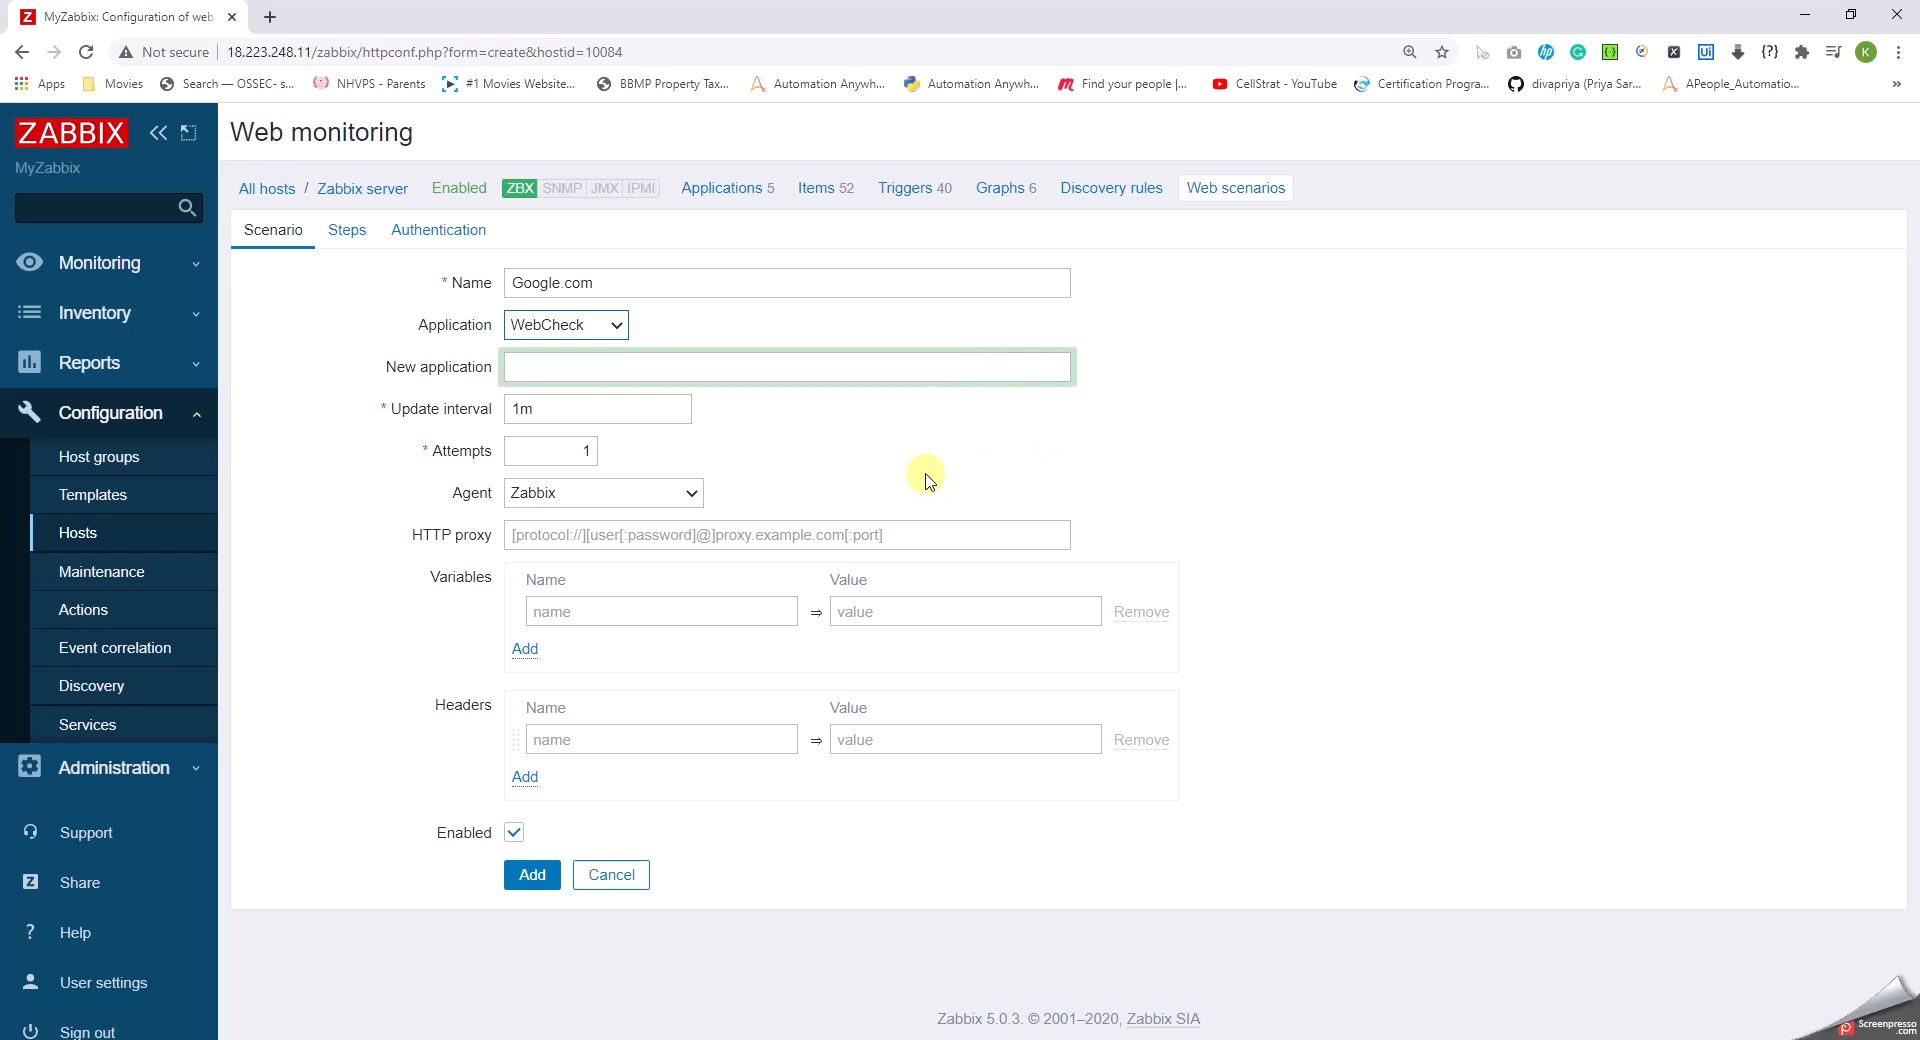 MyZabbix: Configuration of web
Not secure
18.223.248.11/zabbix/httpconf.php?form=create&hostid=10084
K
Apps
Movies
Search — OSSEC- s...
NHVPS - Parents
#1 Movies Website...
BBMP Property Tax...
Automation Anywh...
Automation Anywh...
Find your people |...
CellStrat - YouTube
Certification Progra...
divapriya (Priya Sar...
APeople_Automatio...
»
ZABBIX
MyZabbix
Monitoring
Inventory
Reports
Configuration
Host groups
Templates
Hosts
Maintenance
Actions
Event correlation
Discovery
Services
Administration
Support
Share
Help
User settings
Sign out
Web monitoring
All hosts / Zabbix server Enabled ZBX SNMP JMX IPMI Applications 5 Items 52 Triggers 40 Graphs 6 Discovery rules Web scenarios
Scenario Steps Authentication
* Name Google.com
Application WebCheck
New application
* Update interval 1m
* Attempts 1
Agent Zabbix
HTTP proxy [protocol://][user[:password]@]proxy.example.com[:port]
Variables Name Value
name ⇒ value Remove
Add
Headers Name Value
name ⇒ value Remove
Add
Enabled
Add Cancel
Zabbix 5.0.3. © 2001–2020, Zabbix SIA
Screenpresso
.com